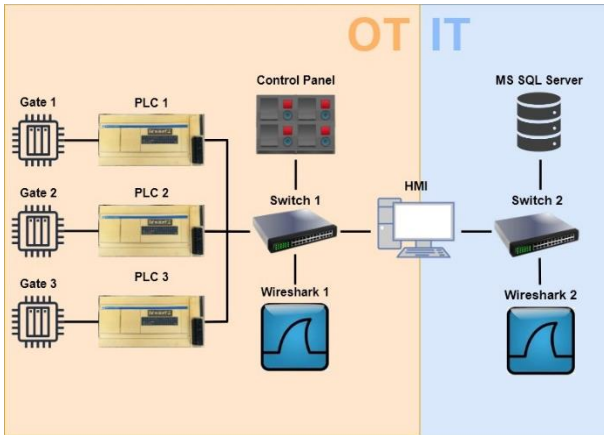 OT IT
Control Panel
MS SQL Server
Gate 1
PLC 1
Gate 2
PLC 2
Switch 1
HMI
Switch 2
Gate 3
PLC 3
Wireshark 1
Wireshark 2